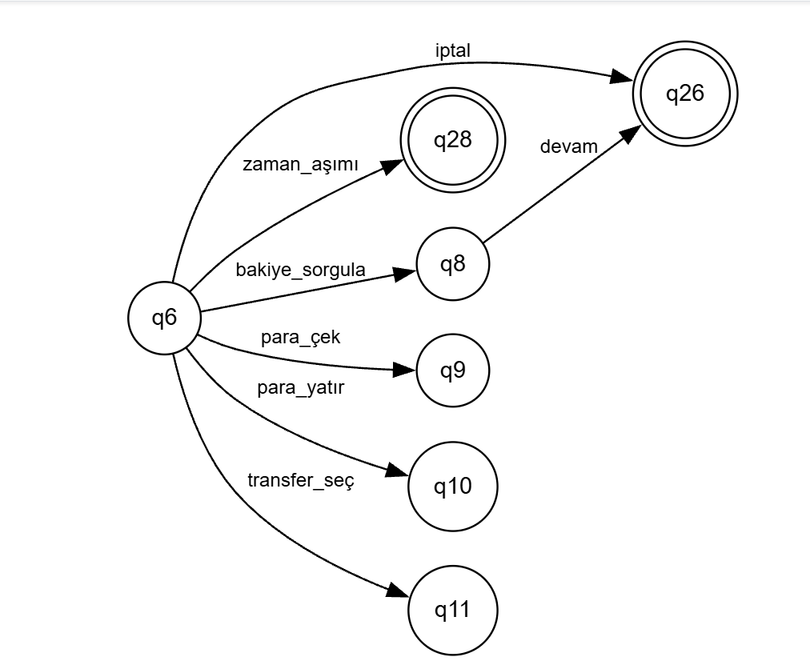 iptal
q26
q28
zaman_aşımı
devam
q8
bakiye_sorgula
q6
para_çek
q9
para_yatır
transfer_seç
q10
q11